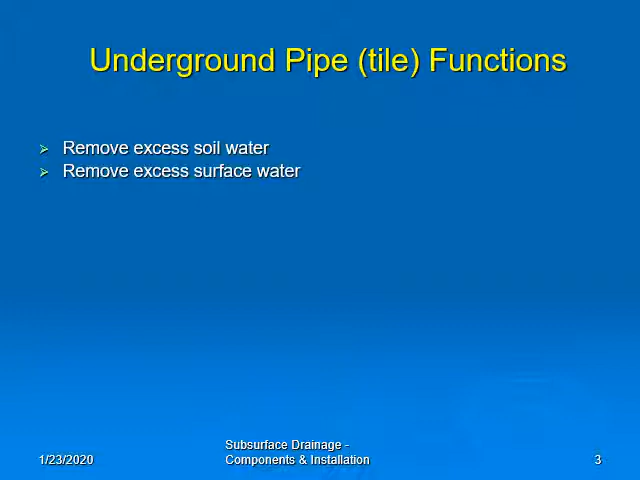 Underground Pipe (tile) Functions
Remove excess soil water
Remove excess surface water
1/23/2020
Subsurface Drainage -
Components & Installation
3